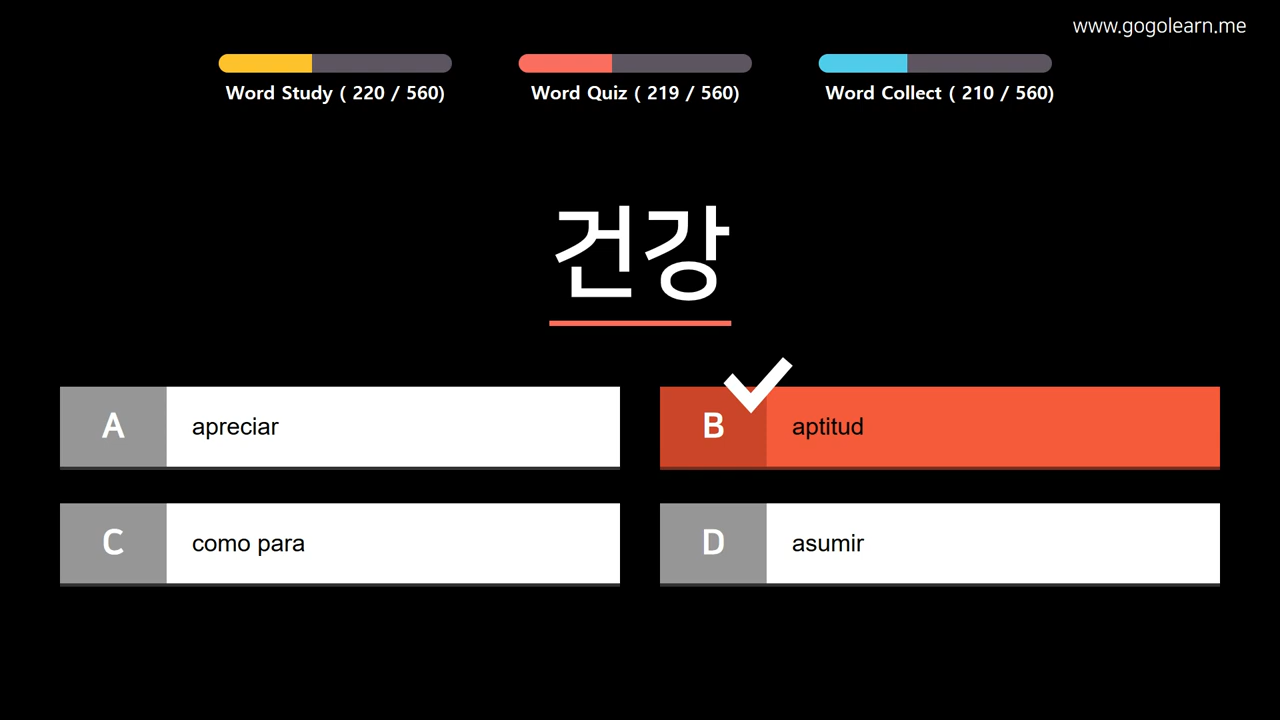 www.gogolearn.me
Word Study ( 220 / 560)
Word Quiz ( 219 / 560)
Word Collect ( 210 / 560)
건강
A apreciar
B aptitud
C como para
D asumir